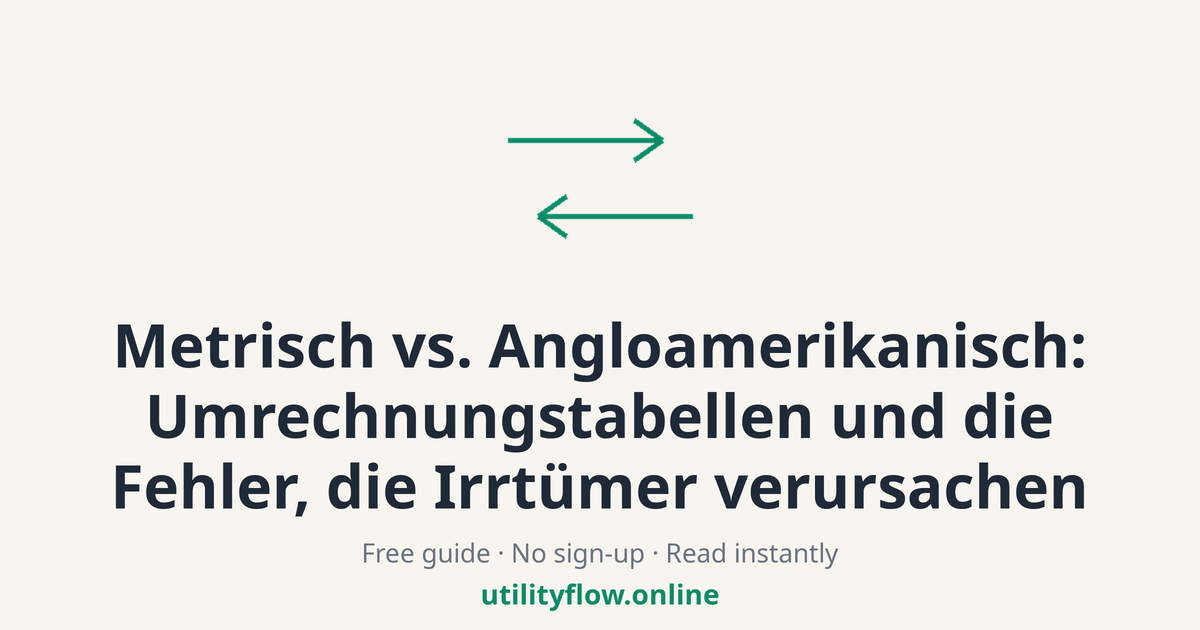 Metrisch vs. Angloamerikanisch:
Umrechnungstabellen und die
Fehler, die Irrtümer verursachen
Free guide · No sign-up · Read instantly
utilityflow.online